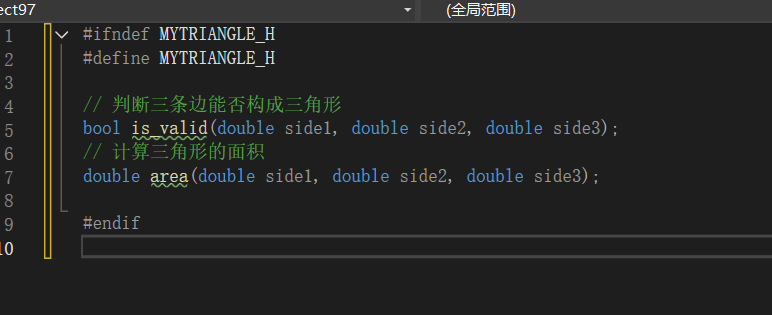 ect97 (全局范围)
1 #ifndef MYTRIANGLE_H
2 #define MYTRIANGLE_H
3
4 // 判断三条边能否构成三角形
5 bool is_valid(double side1, double side2, double side3);
6 // 计算三角形的面积
7 double area(double side1, double side2, double side3);
8
9 #endif
10